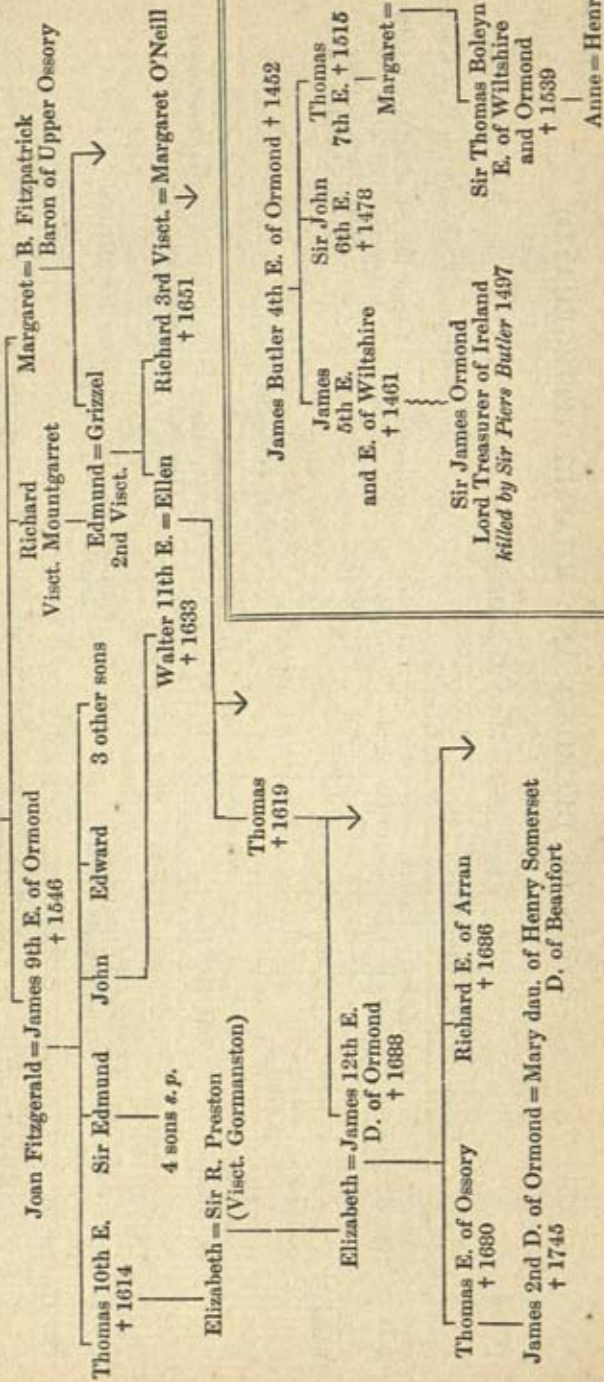 Joan Fitzgerald = James 9th E. of Ormond
† 1546
Richard
Visct. Mountgarret
Margaret = B. Fitzpatrick
Baron of Upper Ossory
Thomas 10th E.
† 1614
Sir Edmund
John
Edward
3 other sons
Edmund = Grizzel
2nd Visct.
4 sons s.p.
Walter 11th E. = Ellen
† 1633
Richard 3rd Visct. = Margaret O'Neill
† 1651
Elizabeth = Sir R. Preston
(Visct. Gormanston)
Thomas
† 1619
Elizabeth = James 12th E.
D. of Ormond
† 1688
Thomas E. of Ossory
† 1680
Richard E. of Arran
† 1686
James 2nd D. of Ormond = Mary dau. of Henry Somerset
† 1745
D. of Beaufort
James Butler 4th E. of Ormond † 1452
James
5th E.
and E. of Wiltshire
† 1461
Sir John
6th E.
† 1478
Thomas
7th E. † 1515
Sir James Ormond
Lord Treasurer of Ireland
killed by Sir Piers Butler 1497
Margaret =
Sir Thomas Boleyn
E. of Wiltshire
and Ormond
† 1539
Anne = Henr